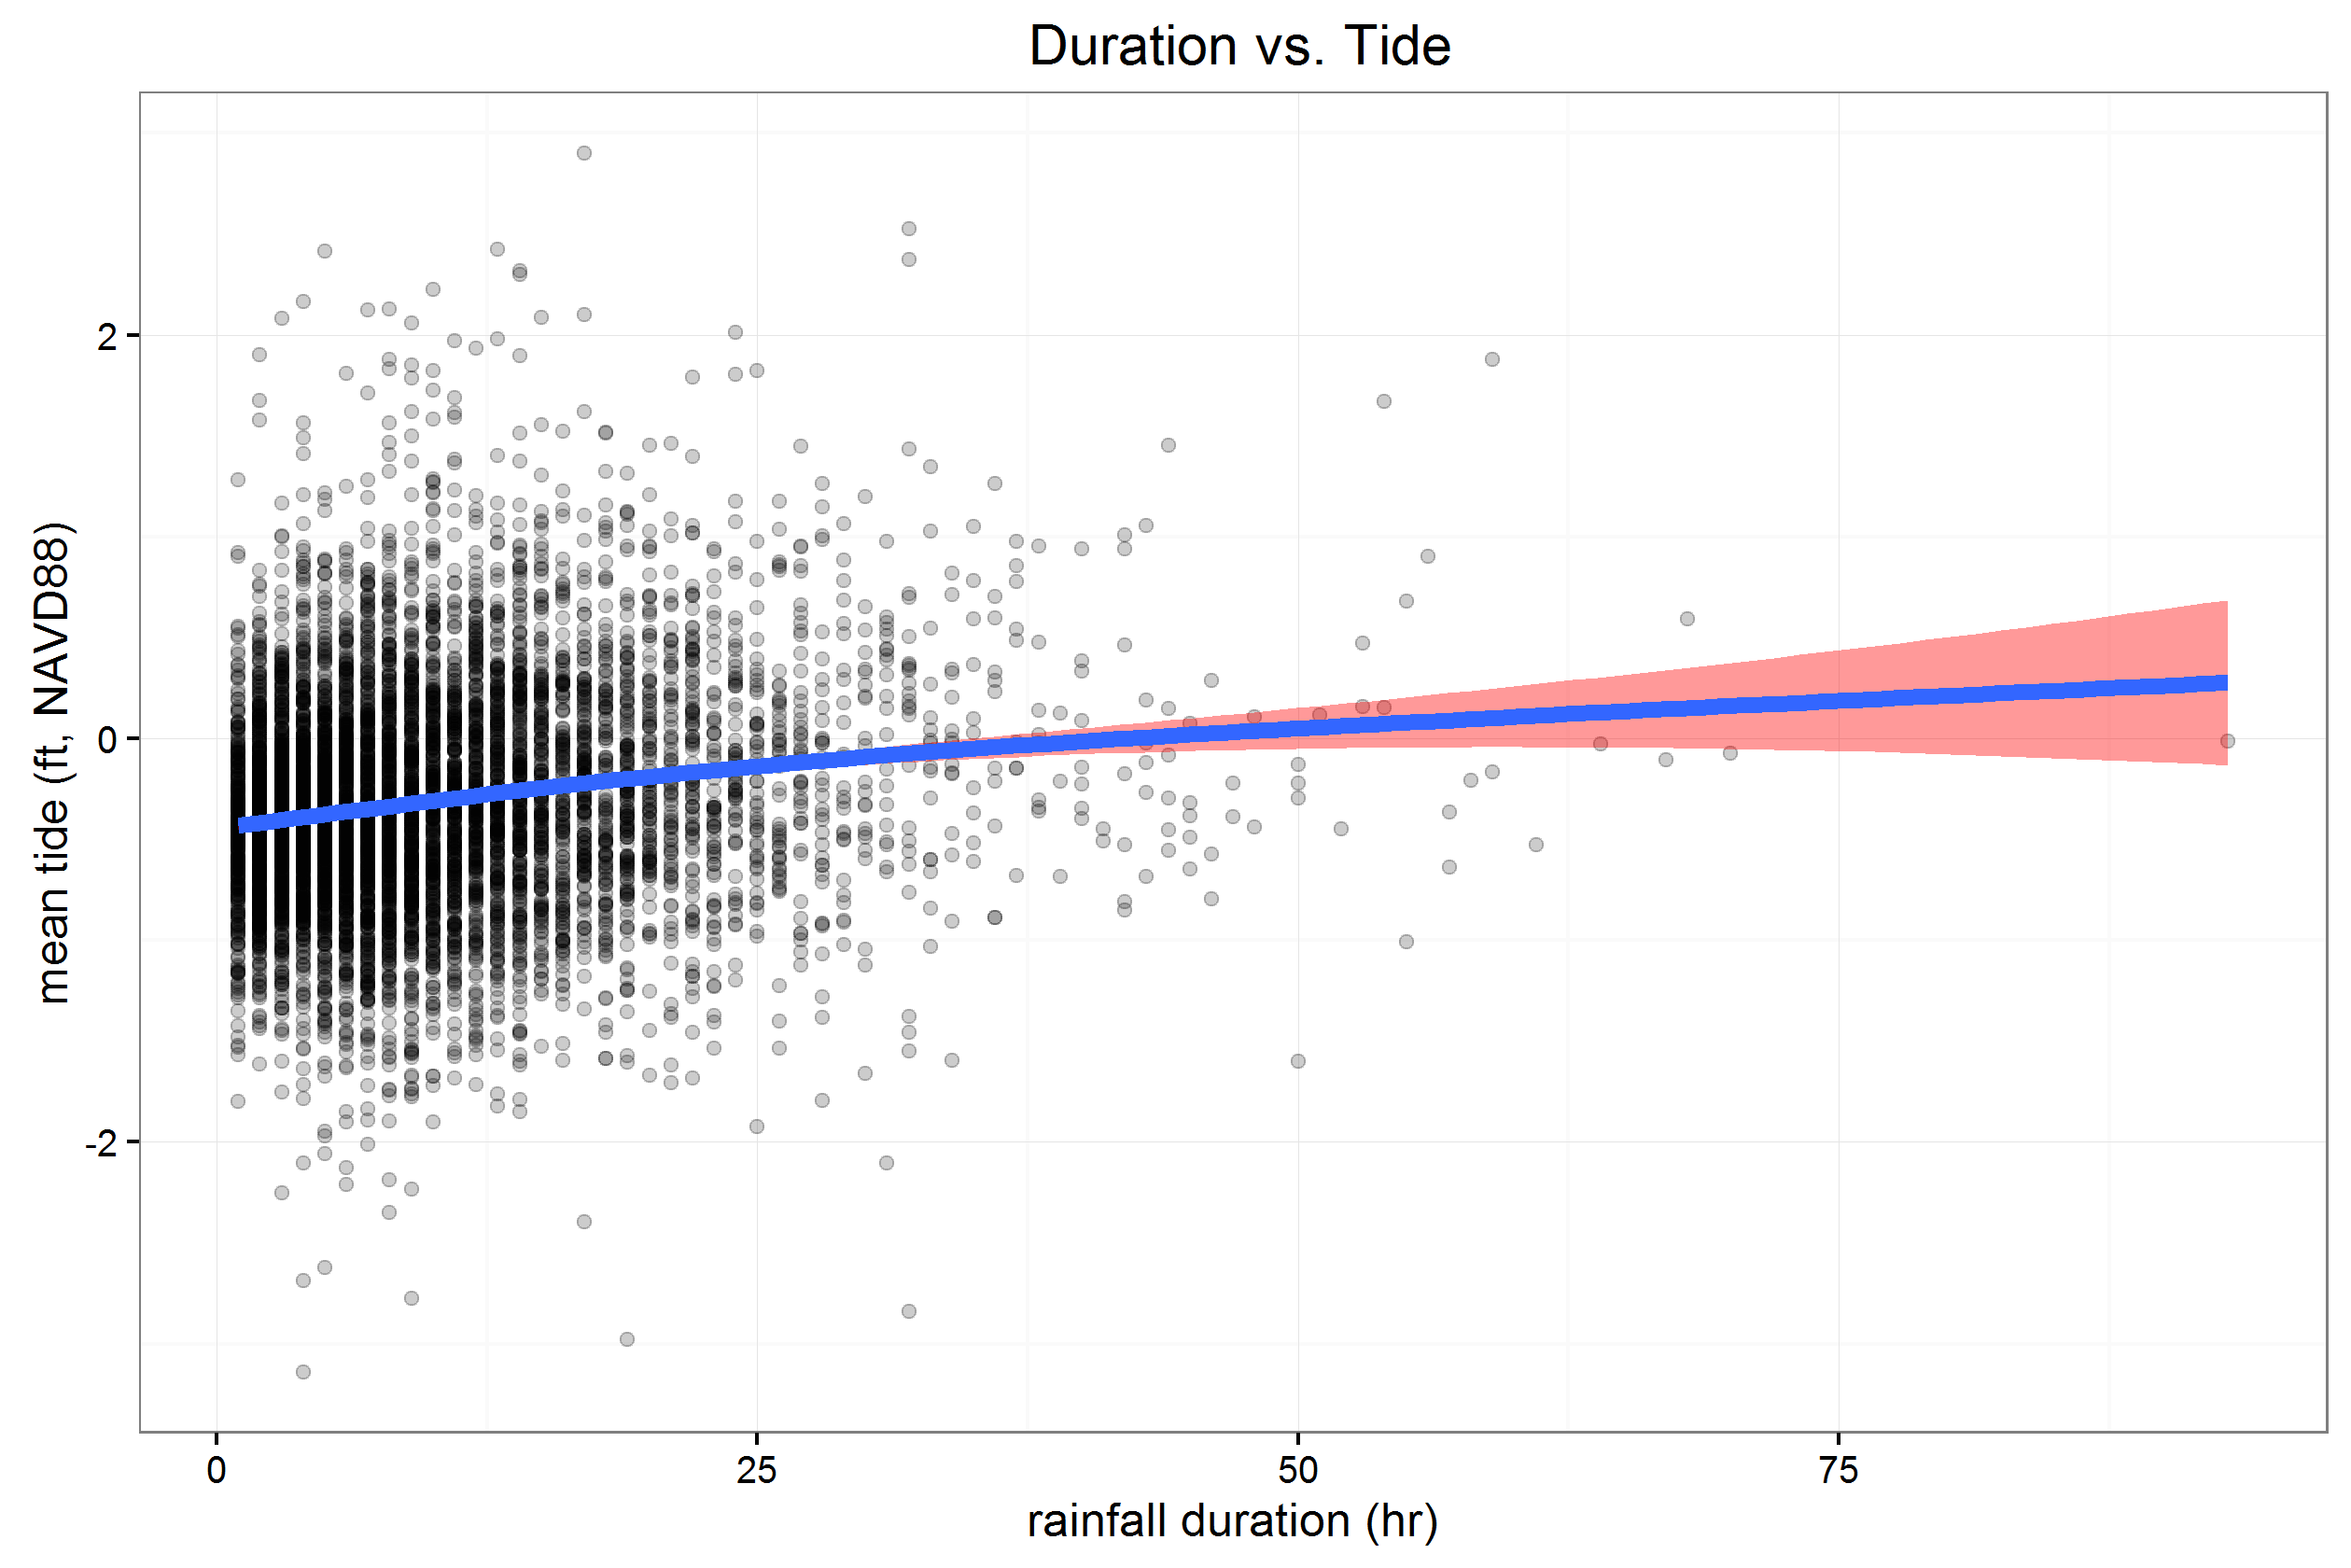 Duration vs. Tide
mean tide (ft, NAVD88)
2
0
-2
0
25
50
75
rainfall duration (hr)